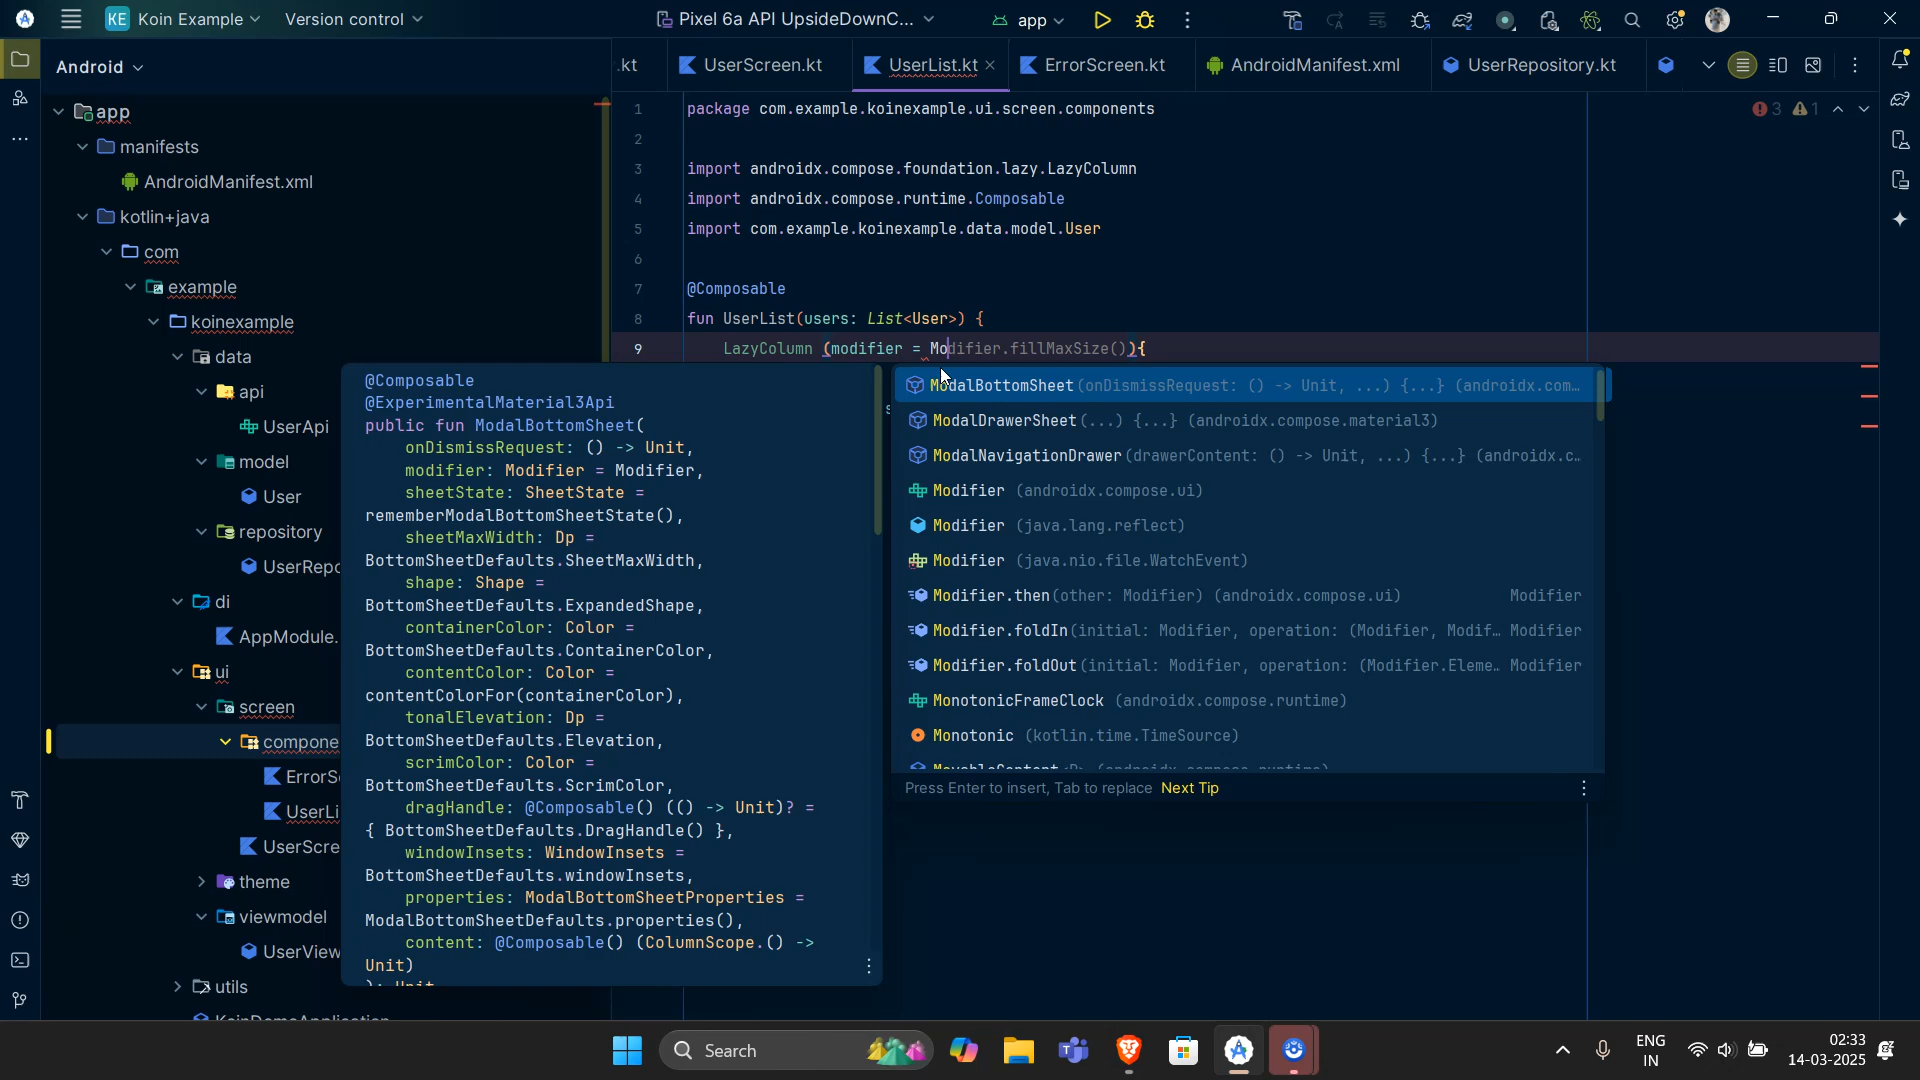 KE Koin Example
Version control
Pixel 6a API UpsideDownC...
app
Android
.kt
UserScreen.kt
UserList.kt
ErrorScreen.kt
AndroidManifest.xml
UserRepository.kt
app
manifests
AndroidManifest.xml
kotlin+java
com
example
koinexample
data
api
UserApi
model
User
repository
UserRepo
di
AppModule.
ui
screen
compone
ErrorS
UserLi
UserScre
theme
viewmodel
UserView
utils
KoinDemoApplication
3
1
1 package com.example.koinexample.ui.screen.components
2
3 import androidx.compose.foundation.lazy.LazyColumn
4 import androidx.compose.runtime.Composable
5 import com.example.koinexample.data.model.User
6
7 @Composable
8 fun UserList(users: List<User>) {
9 LazyColumn (modifier = Modifier.fillMaxSize()){
@Composable
@ExperimentalMaterial3Api
public fun ModalBottomSheet(
onDismissRequest: () -> Unit,
modifier: Modifier = Modifier,
sheetState: SheetState =
rememberModalBottomSheetState(),
sheetMaxWidth: Dp =
BottomSheetDefaults.SheetMaxWidth,
shape: Shape =
BottomSheetDefaults.ExpandedShape,
containerColor: Color =
BottomSheetDefaults.ContainerColor,
contentColor: Color =
contentColorFor(containerColor),
tonalElevation: Dp =
BottomSheetDefaults.Elevation,
scrimColor: Color =
BottomSheetDefaults.ScrimColor,
dragHandle: @Composable() (() -> Unit)? =
{ BottomSheetDefaults.DragHandle() },
windowInsets: WindowInsets =
BottomSheetDefaults.windowInsets,
properties: ModalBottomSheetProperties =
ModalBottomSheetDefaults.properties(),
content: @Composable() (ColumnScope.() ->
Unit)
): Unit
ModalBottomSheet(onDismissRequest: () -> Unit, ...) {...} (androidx.com...
ModalDrawerSheet(...) {...} (androidx.compose.material3)
ModalNavigationDrawer(drawerContent: () -> Unit, ...) {...} (androidx.c...
Modifier (androidx.compose.ui)
Modifier (java.lang.reflect)
Modifier (java.nio.file.WatchEvent)
Modifier.then(other: Modifier) (androidx.compose.ui) Modifier
Modifier.foldIn(initial: Modifier, operation: (Modifier, Modif... Modifier
Modifier.foldOut(initial: Modifier, operation: (Modifier.Eleme... Modifier
MonotonicFrameClock (androidx.compose.runtime)
Monotonic (kotlin.time.TimeSource)
Press Enter to insert, Tab to replace Next Tip
Search
ENG
IN
02:33
14-03-2025